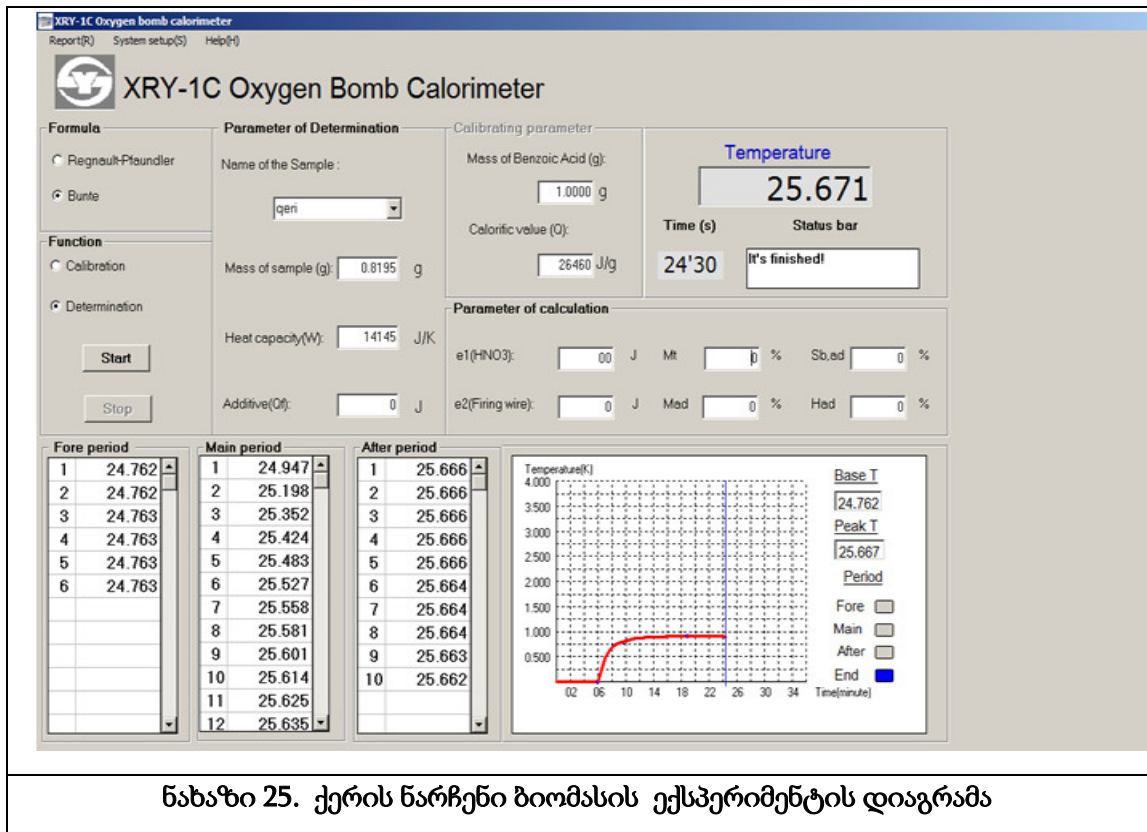 XRY-1C Oxygen bomb calorimeter
Report(R) System setup(S) Help(H)
XRY-1C Oxygen Bomb Calorimeter
Formula
Regnault-Pfaundler
Bunte
Function
Calibration
Determination
Start
Stop
Parameter of Determination
Name of the Sample :
qeri
Mass of sample (g): 0.8195 g
Heat capacity(W): 14145 J/K
Additive(Qf): 0 J
Calibrating parameter
Mass of Benzoic Acid (g):
1.0000 g
Calorific value (Q):
26460 J/g
Temperature
25.671
Time (s) Status bar
24'30 It's finished!
Parameter of calculation
e1(HNO3): 00 J Mt 0 % Sb,ad 0 %
e2(Firing wire): 0 J Mad 0 % Had 0 %
Fore period
1 24.762
2 24.762
3 24.763
4 24.763
5 24.763
6 24.763
Main period
1 24.947
2 25.198
3 25.352
4 25.424
5 25.483
6 25.527
7 25.558
8 25.581
9 25.601
10 25.614
11 25.625
12 25.635
After period
1 25.666
2 25.666
3 25.666
4 25.666
5 25.666
6 25.664
7 25.664
8 25.664
9 25.663
10 25.662
Temperature(K)
4.000
3.500
3.000
2.500
2.000
1.500
1.000
0.500
02 06 10 14 18 22 26 30 34 Time(minute)
Base T
24.762
Peak T
25.667
Period
Fore
Main
After
End
ნახაზი 25. ქერის ნარჩენი ბიომასის ექსპერიმენტის დიაგრამა